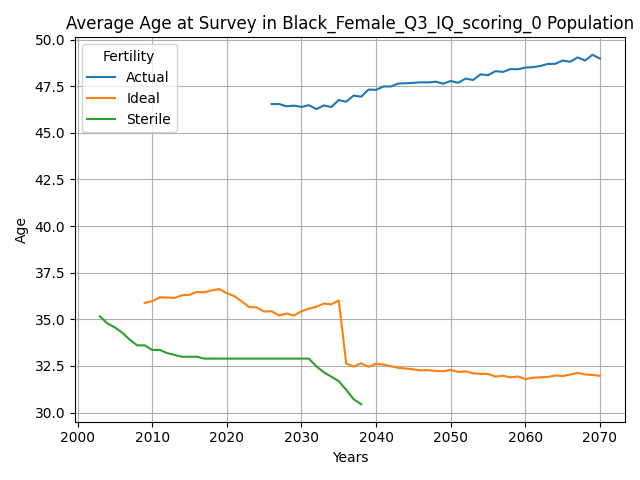 Average Age at Survey in Black_Female_Q3_IQ_scoring_0 Population
50.0
47.5
45.0
42.5
40.0
37.5
35.0
32.5
30.0
Age
Fertility
Actual
Ideal
Sterile
2000 2010 2020 2030 2040 2050 2060 2070
Years